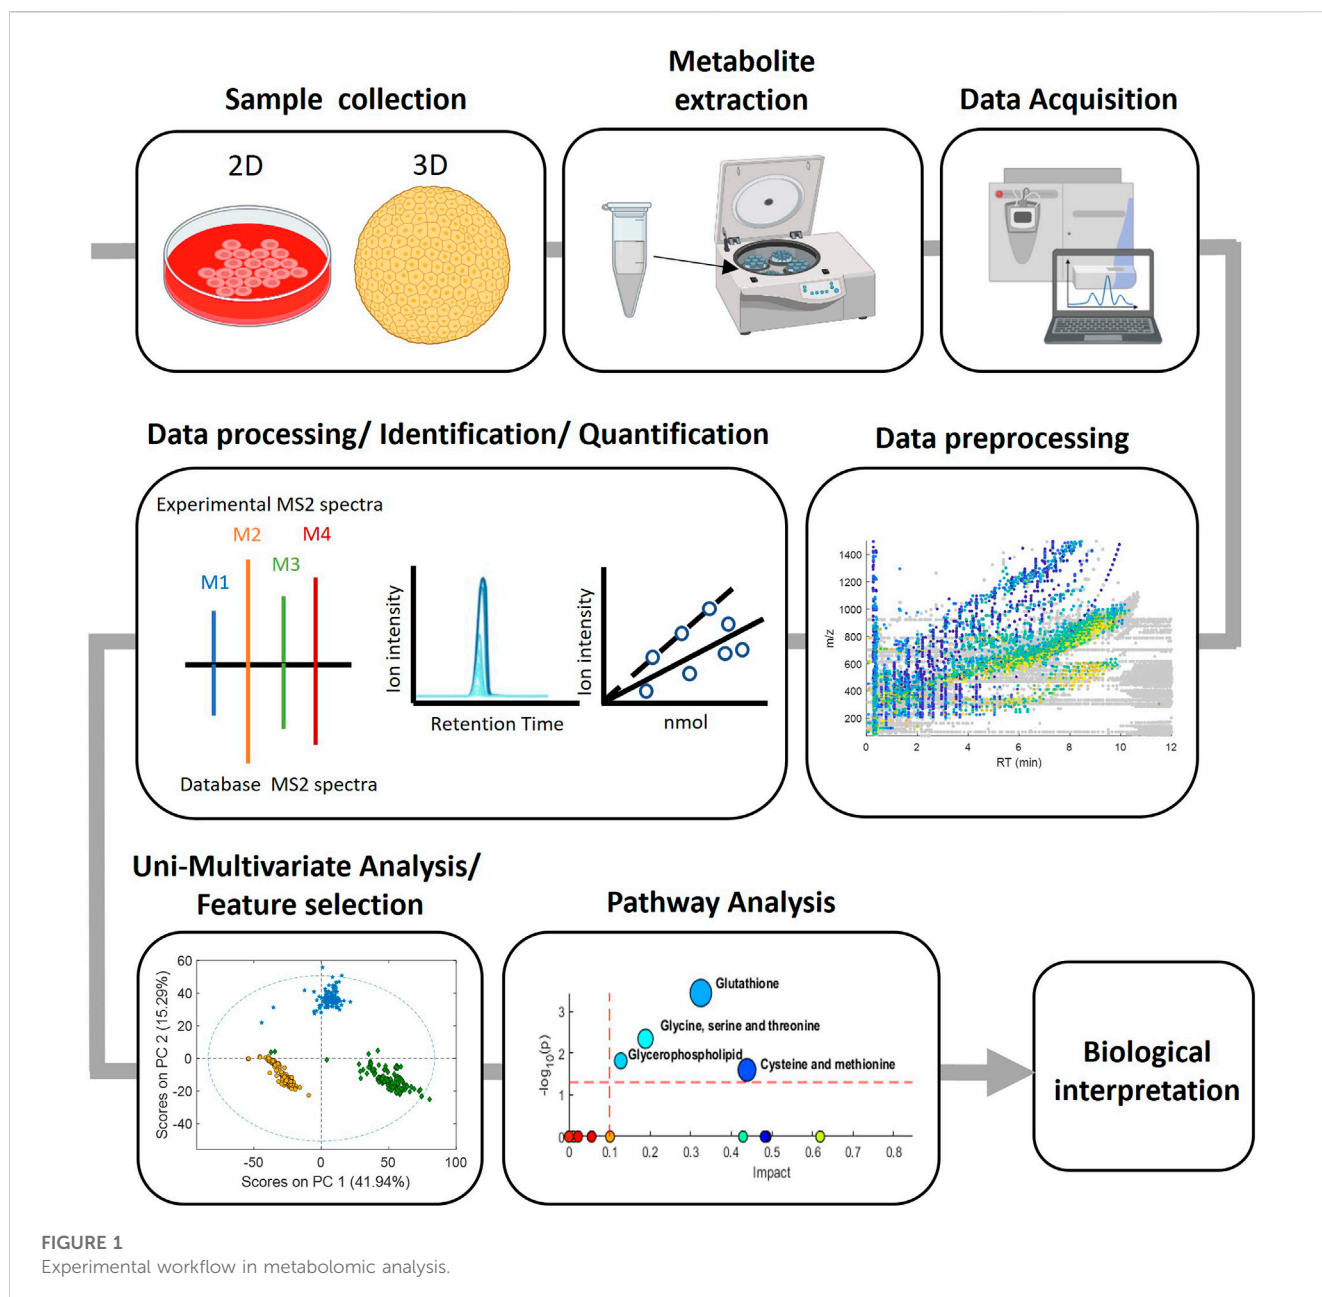 Sample collection
Metabolite
extraction
Data Acquisition
2D
3D
Data processing/ Identification/ Quantification
Data preprocessing
Experimental MS2 spectra
M1
M2
M3
M4
Database MS2 spectra
Ion intensity
Retention Time
Ion intensity
nmol
m/z
1400
1200
1000
800
600
400
200
0 2 4 6 8 10 12
RT (min)
Uni-Multivariate Analysis/
Feature selection
Pathway Analysis
Scores on PC 2 (15.29%)
60
40
20
0
-20
-40
-50 0 50 100
Scores on PC 1 (41.94%)
-log10(p)
3
2
1
0
Glutathione
Glycine, serine and threonine
Glycerophospholipid
Cysteine and methionine
0 0.1 0.2 0.3 0.4 0.5 0.6 0.7 0.8
Impact
Biological
interpretation
FIGURE 1
Experimental workflow in metabolomic analysis.